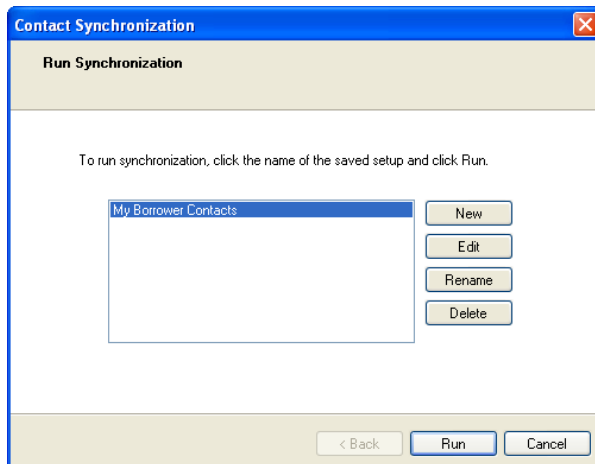 Contact Synchronization
Run Synchronization
To run synchronization, click the name of the saved setup and click Run.
My Borrower Contacts
New
Edit
Rename
Delete
< Back
Run
Cancel